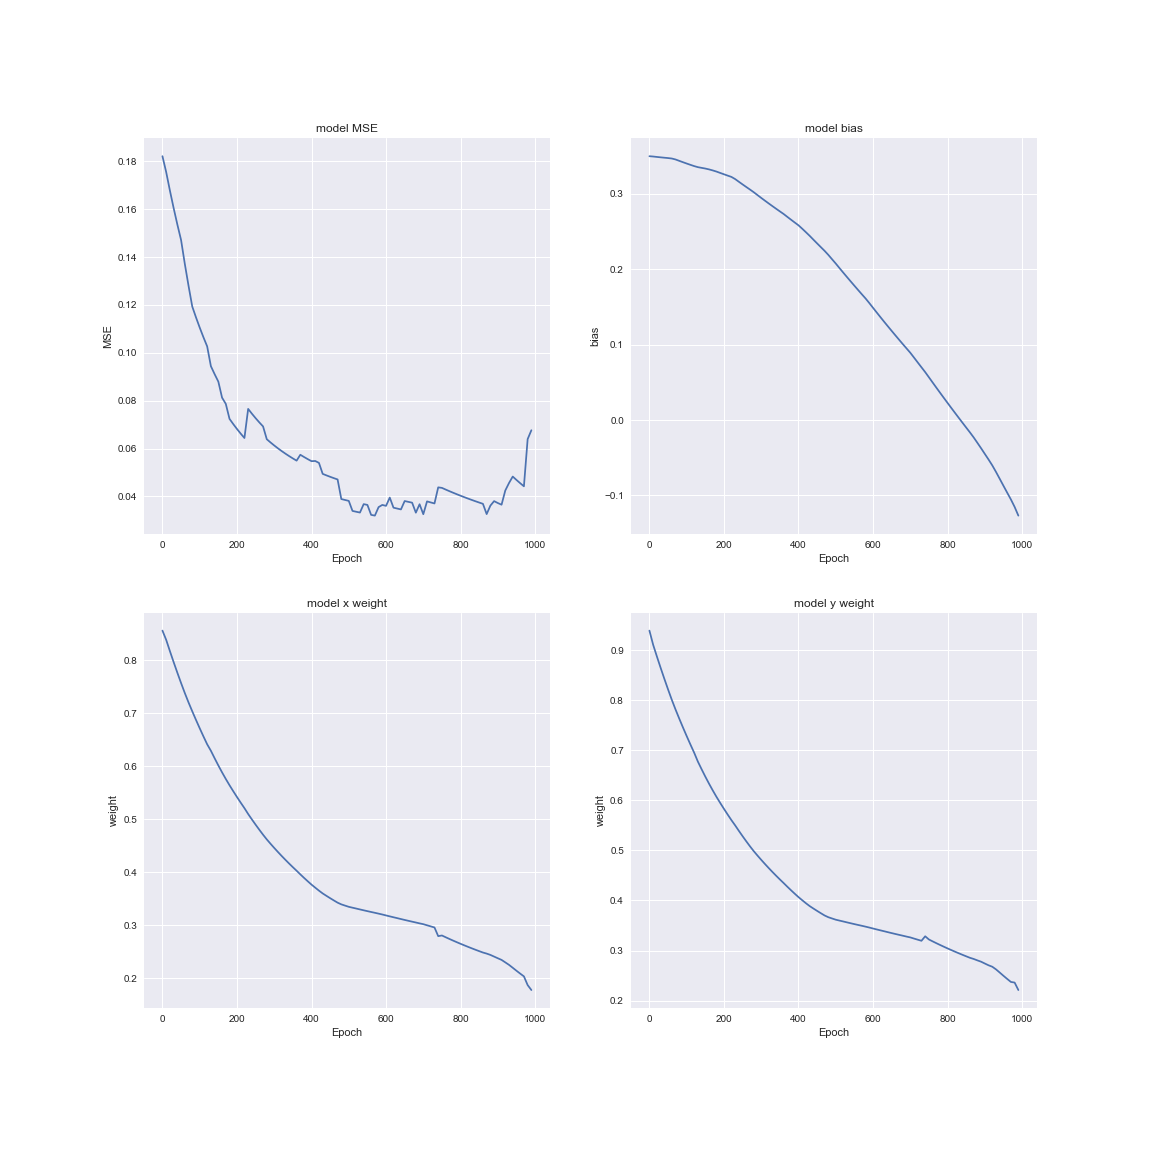 model MSE
MSE
0.18
0.16
0.14
0.12
0.10
0.08
0.06
0.04
0 200 400 600 800 1000
Epoch
model bias
bias
0.3
0.2
0.1
0.0
−0.1
0 200 400 600 800 1000
Epoch
model x weight
weight
0.8
0.7
0.6
0.5
0.4
0.3
0.2
0 200 400 600 800 1000
Epoch
model y weight
weight
0.9
0.8
0.7
0.6
0.5
0.4
0.3
0.2
0 200 400 600 800 1000
Epoch